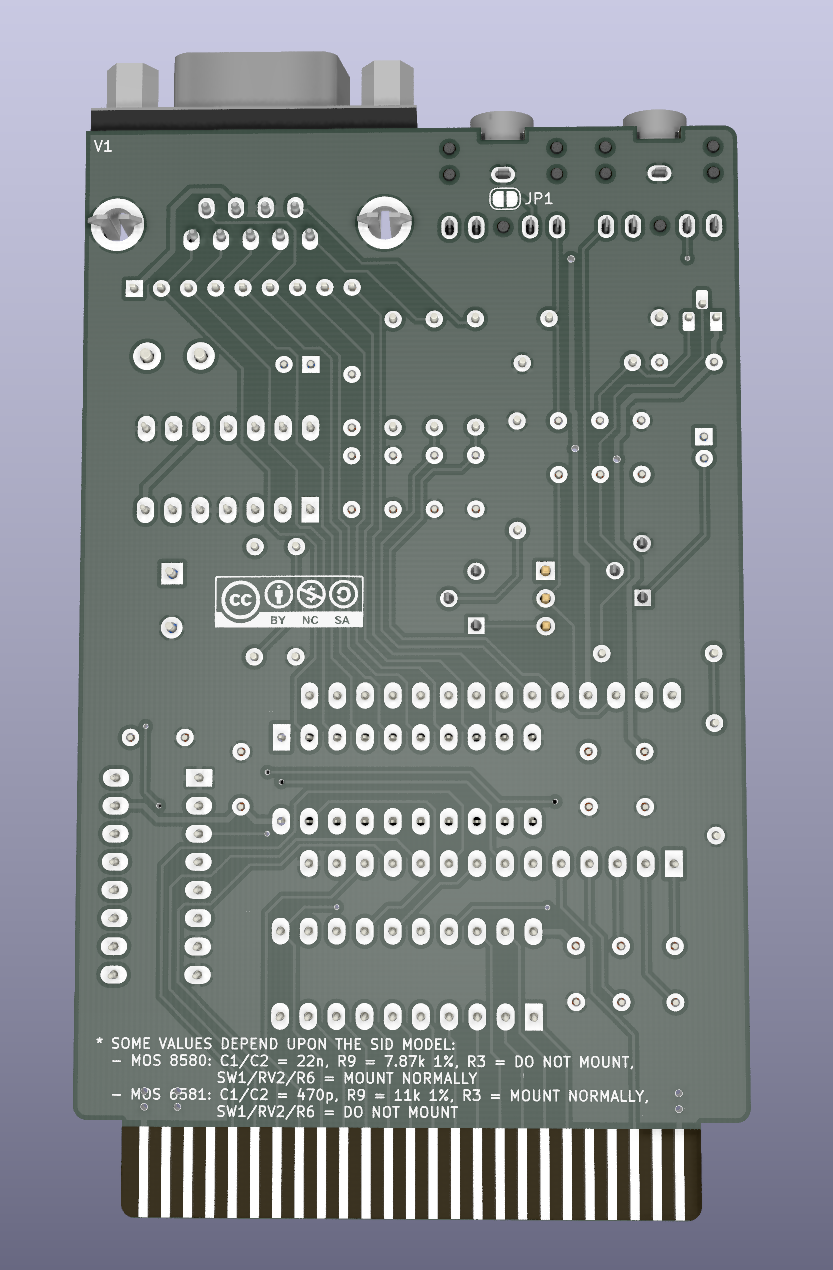 V1
JP1
cc
BY NC SA
* SOME VALUES DEPEND UPON THE SID MODEL:
– MOS 8580: C1/C2 = 22n, R9 = 7.87k 1%, R3 = DO NOT MOUNT,
SW1/RV2/R6 = MOUNT NORMALLY
– MOS 6581: C1/C2 = 470p, R9 = 11k 1%, R3 = MOUNT NORMALLY,
SW1/RV2/R6 = DO NOT MOUNT